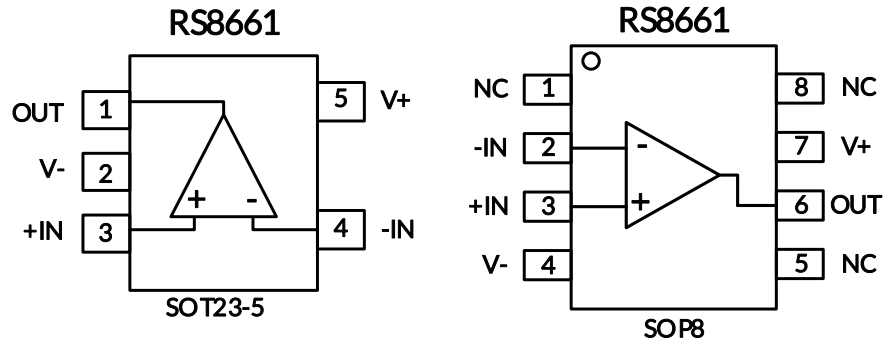 RS8661
OUT 1
5 V+
V- 2
+ -
+IN 3
4 -IN
SOT23-5
RS8661
NC 1
8 NC
-IN 2 -
7 V+
+IN 3 +
6 OUT
V- 4
5 NC
SOP8